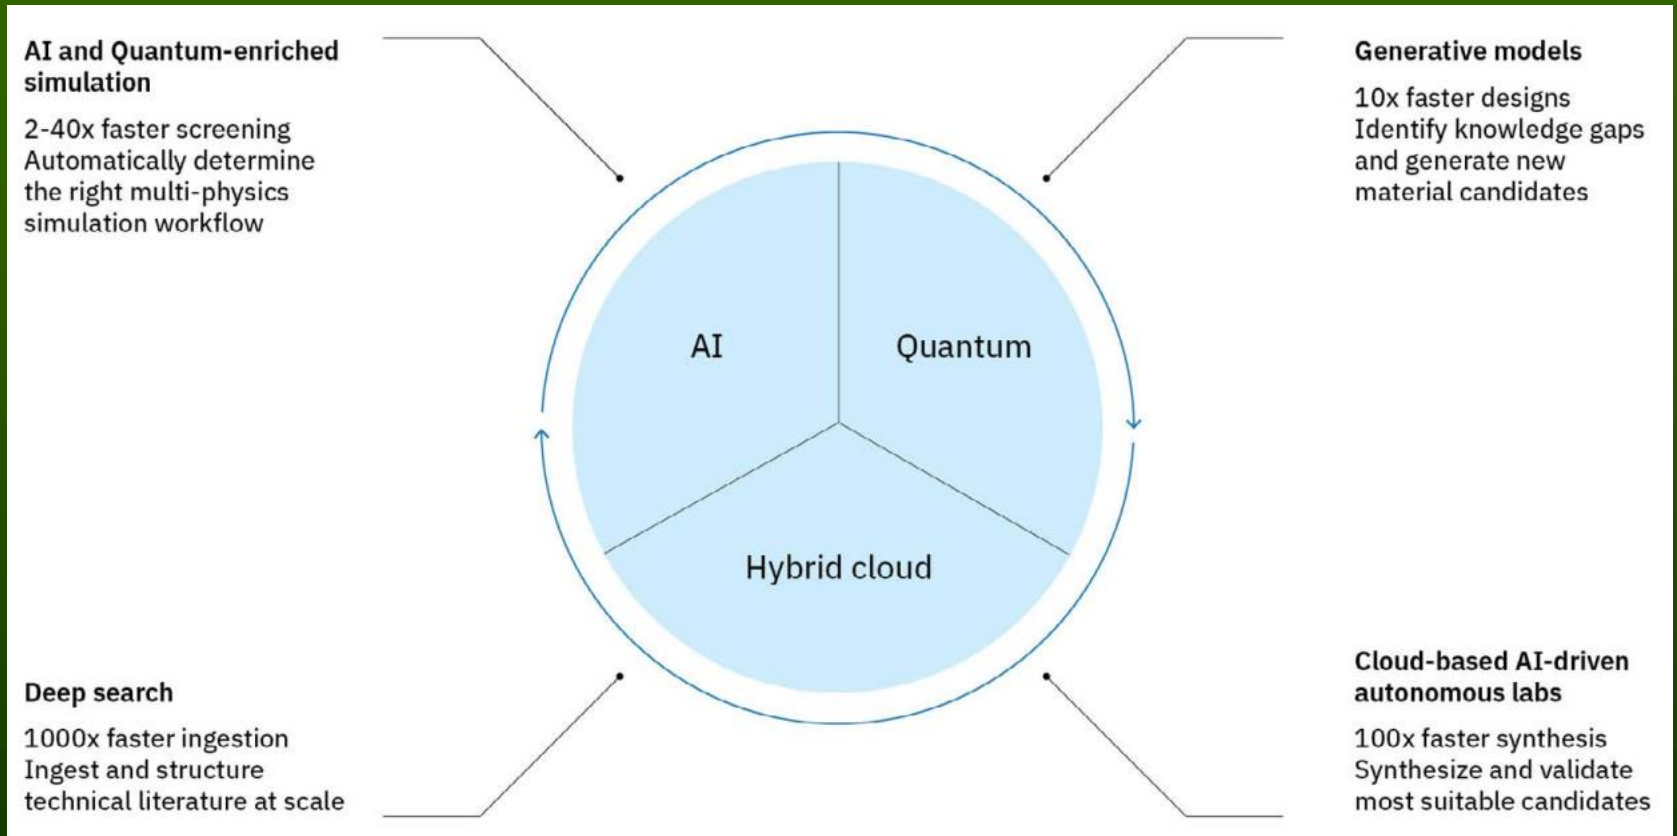 AI and Quantum-enriched
simulation
2-40x faster screening
Automatically determine
the right multi-physics
simulation workflow
Generative models
10x faster designs
Identify knowledge gaps
and generate new
material candidates
AI
Quantum
Hybrid cloud
Deep search
1000x faster ingestion
Ingest and structure
technical literature at scale
Cloud-based AI-driven
autonomous labs
100x faster synthesis
Synthesize and validate
most suitable candidates